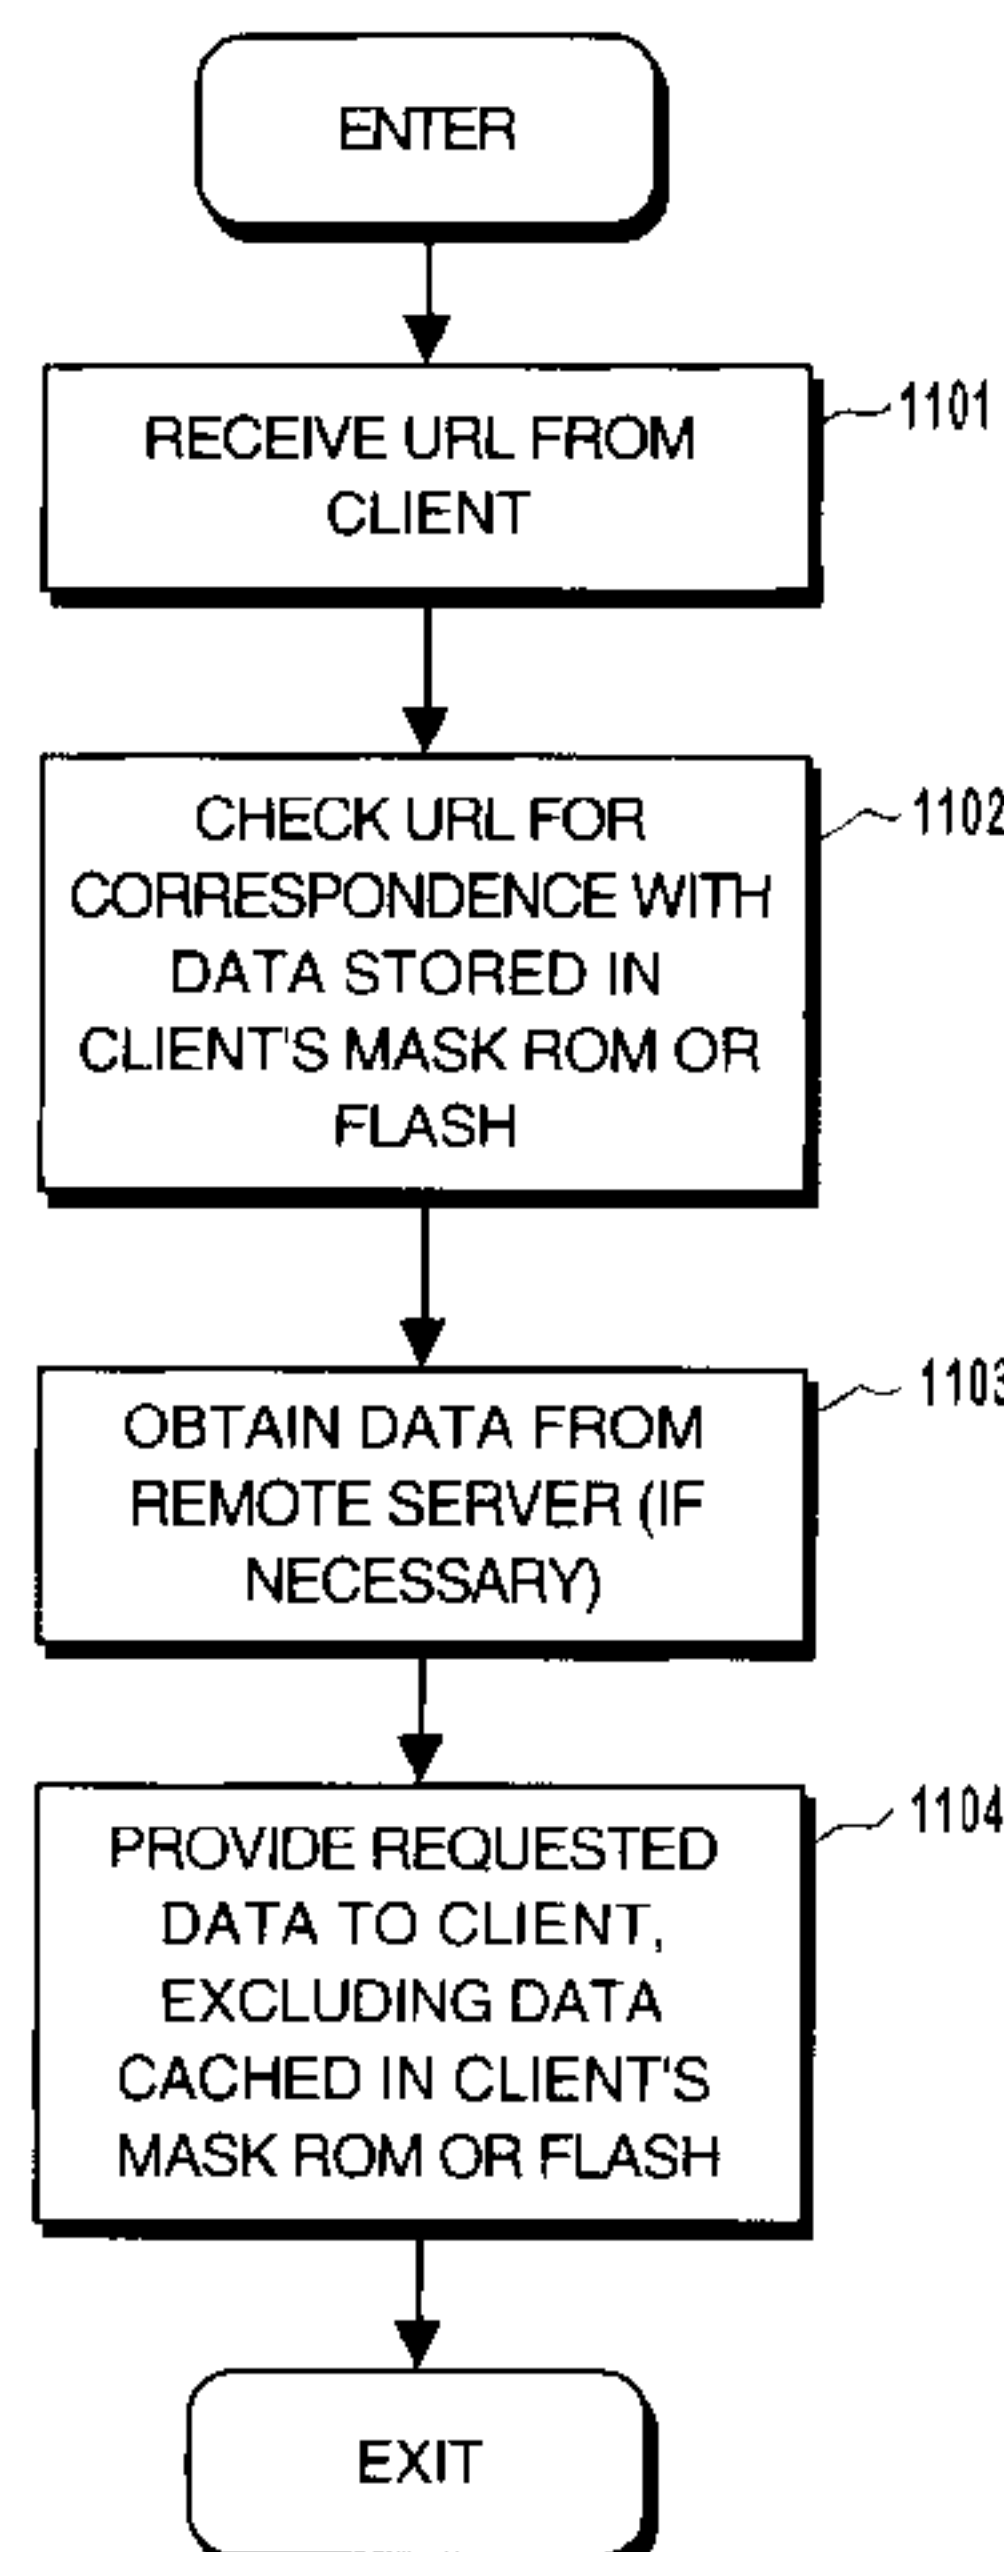 ENTER
RECEIVE URL FROM
CLIENT
1101
CHECK URL FOR
CORRESPONDENCE WITH
DATA STORED IN
CLIENT'S MASK ROM OR
FLASH
1102
OBTAIN DATA FROM
REMOTE SERVER (IF
NECESSARY)
1103
PROVIDE REQUESTED
DATA TO CLIENT,
EXCLUDING DATA
CACHED IN CLIENT'S
MASK ROM OR FLASH
1104
EXIT